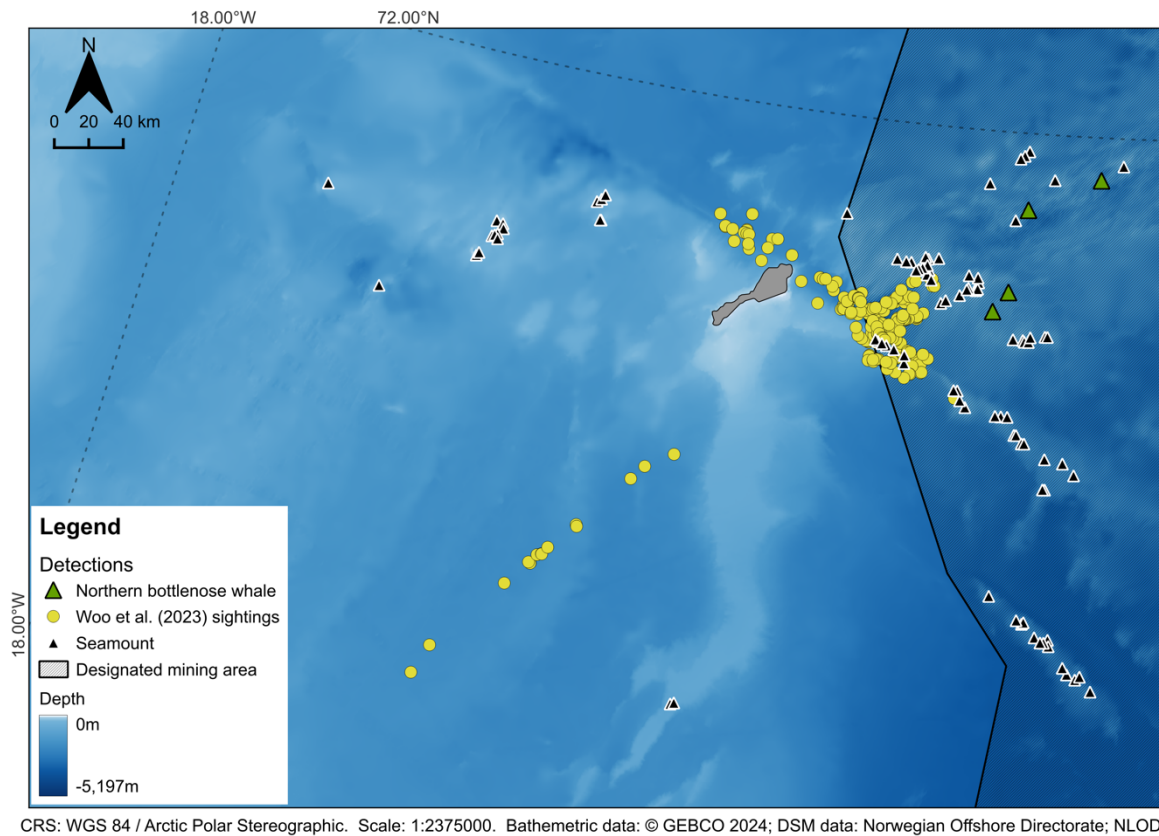 18.00°W
72.00°N
N
0 20 40 km
18.00°W
Legend
Detections
Northern bottlenose whale
Woo et al. (2023) sightings
Seamount
Designated mining area
Depth
0m
-5,197m
CRS: WGS 84 / Arctic Polar Stereographic. Scale: 1:2375000. Bathemetric data: © GEBCO 2024; DSM data: Norwegian Offshore Directorate; NLOD